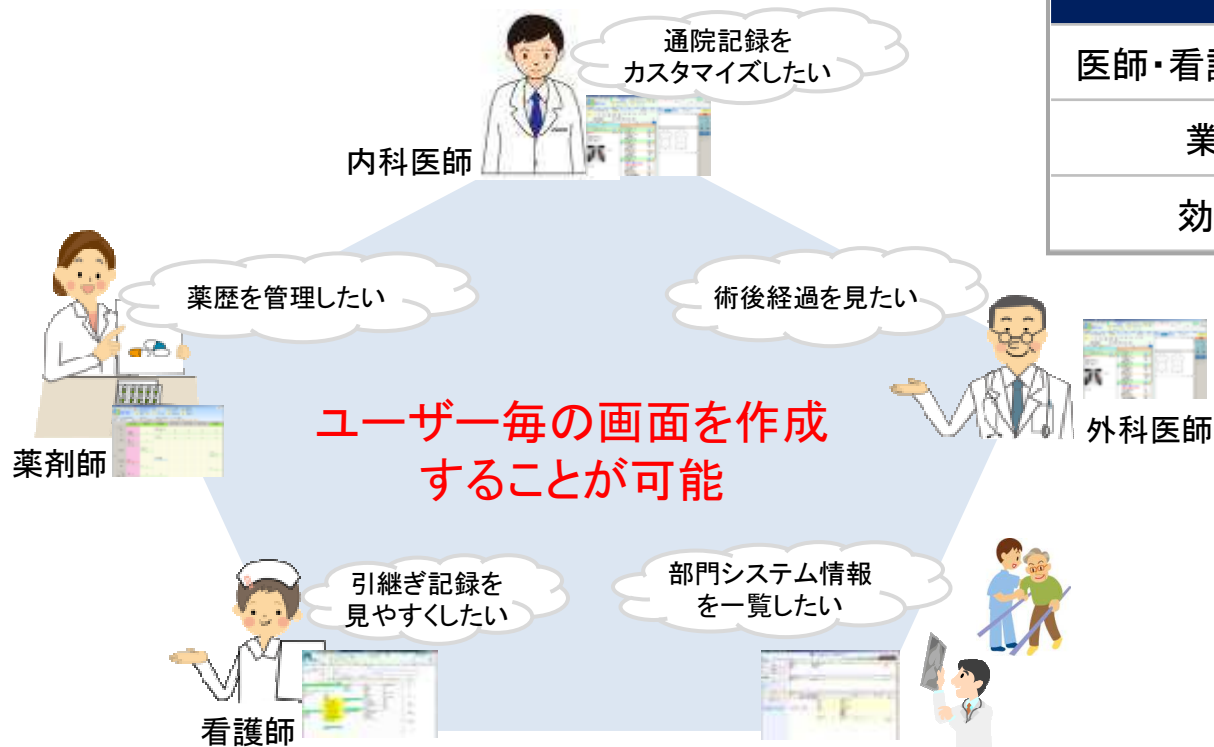 通院記録を
カスタマイズしたい
内科医師
医師・看
業
効
薬歴を管理したい
術後経過を見たい
薬剤師
外科医師
ユーザー毎の画面を作成
することが可能
引継ぎ記録を
見やすくしたい
部門システム情報
を一覧したい
看護師